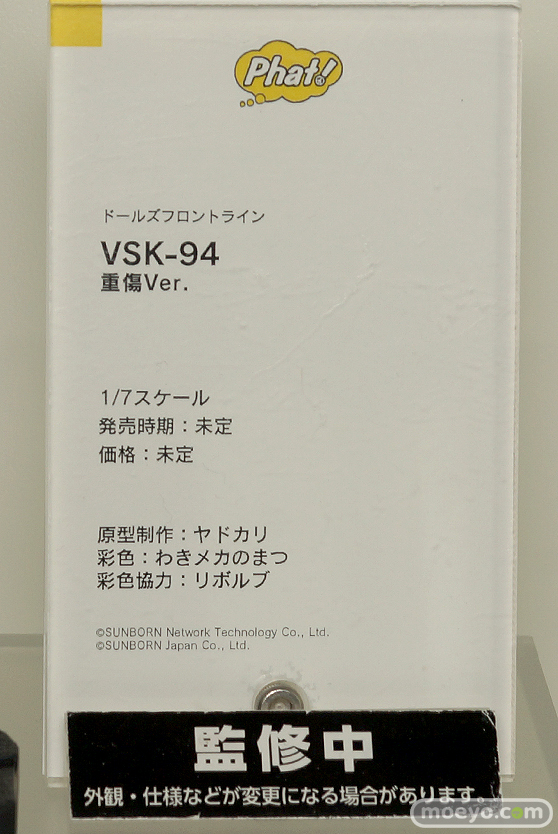 Phat!
ドールズフロントライン
VSK-94
重傷Ver.
1/7スケール
発売時期：未定
価格：未定
原型制作：ヤドカリ
彩色：わきメカのまつ
彩色協力：リボルブ
©SUNBORN Network Technology Co., Ltd.
©SUNBORN Japan Co., Ltd.
監修中
外観・仕様などが変更になる場合があります。
moeyo.com